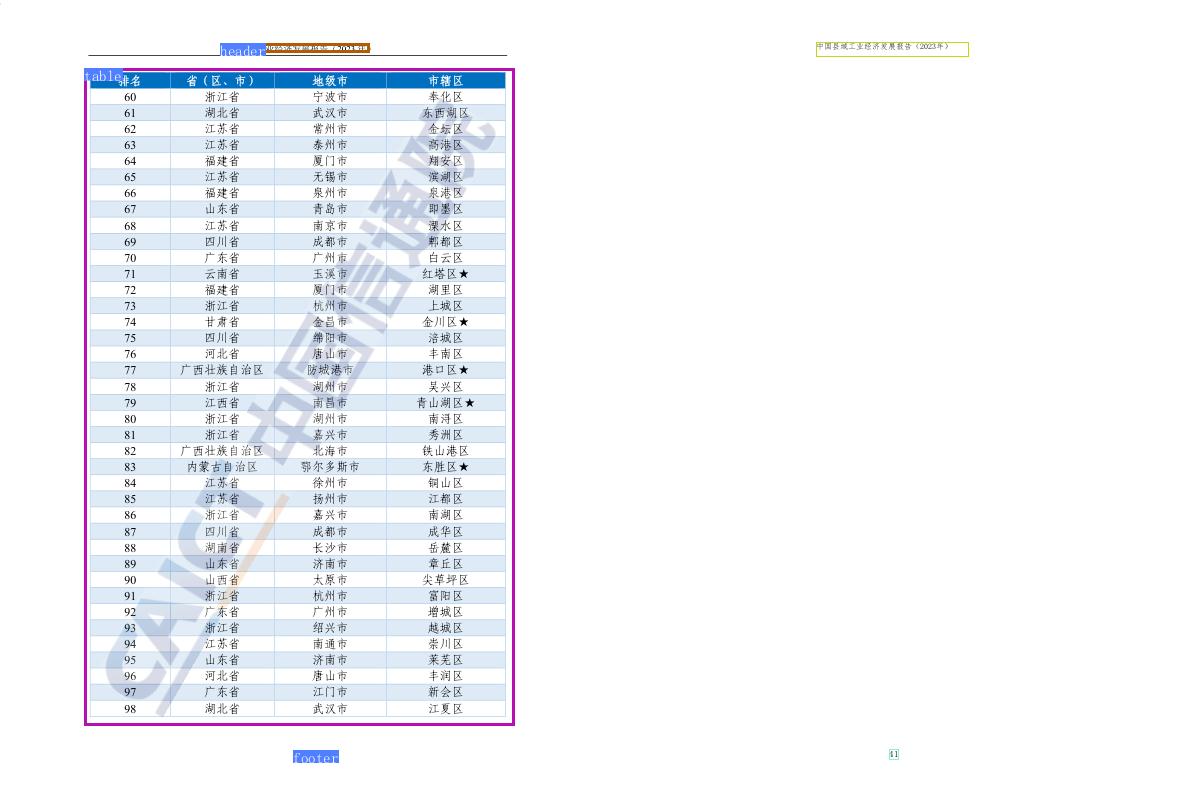 header
中国县域工业经济发展报告（2023年）
table
排名 省（区、市） 地级市 市辖区
60 浙江省 宁波市 奉化区
61 湖北省 武汉市 东西湖区
62 江苏省 常州市 金坛区
63 江苏省 泰州市 高港区
64 福建省 厦门市 翔安区
65 江苏省 无锡市 滨湖区
66 福建省 泉州市 泉港区
67 山东省 青岛市 即墨区
68 江苏省 南京市 溧水区
69 四川省 成都市 郫都区
70 广东省 广州市 白云区
71 云南省 玉溪市 红塔区★
72 福建省 厦门市 湖里区
73 浙江省 杭州市 上城区
74 甘肃省 金昌市 金川区★
75 四川省 绵阳市 涪城区
76 河北省 唐山市 丰南区
77 广西壮族自治区 防城港市 港口区★
78 浙江省 湖州市 吴兴区
79 江西省 南昌市 青山湖区★
80 浙江省 湖州市 南浔区
81 浙江省 嘉兴市 秀洲区
82 广西壮族自治区 北海市 铁山港区
83 内蒙古自治区 鄂尔多斯市 东胜区★
84 江苏省 徐州市 铜山区
85 江苏省 扬州市 江都区
86 浙江省 嘉兴市 南湖区
87 四川省 成都市 成华区
88 湖南省 长沙市 岳麓区
89 山东省 济南市 章丘区
90 山西省 太原市 尖草坪区
91 浙江省 杭州市 富阳区
92 广东省 广州市 增城区
93 浙江省 绍兴市 越城区
94 江苏省 南通市 崇川区
95 山东省 济南市 莱芜区
96 河北省 唐山市 丰润区
97 广东省 江门市 新会区
98 湖北省 武汉市 江夏区
CAICT 中国信通院
footer
41